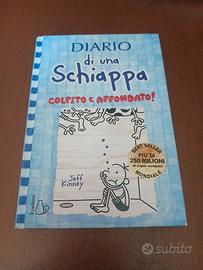 DIARIO
di una
Schiappa
COLPITO E AFFONDATO!
BEST SELLER
PIÙ DI
250 MILIONI
di copie vendute!
MONDIALE
Jeff
Kinney
subito